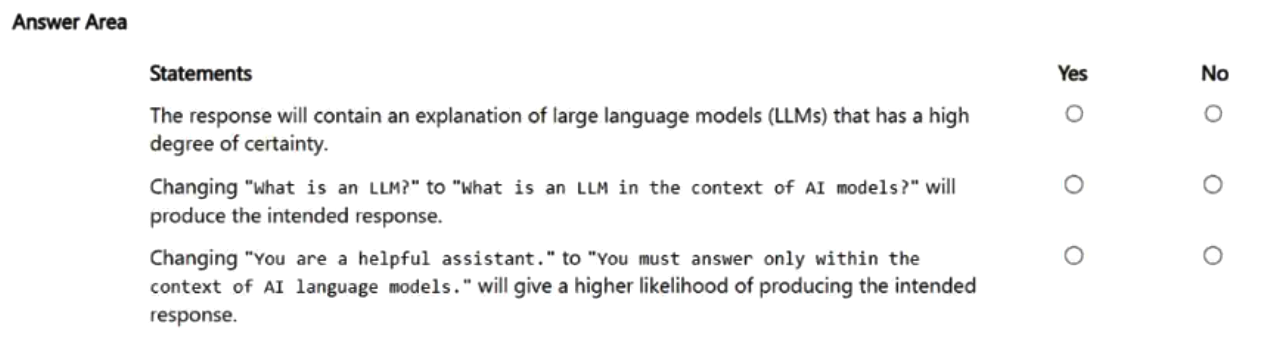 Answer Area
Statements Yes No
The response will contain an explanation of large language models (LLMs) that has a high
degree of certainty.
Changing "What is an LLM?" to "What is an LLM in the context of AI models?" will
produce the intended response.
Changing "You are a helpful assistant." to "You must answer only within the
context of AI language models." will give a higher likelihood of producing the intended
response.